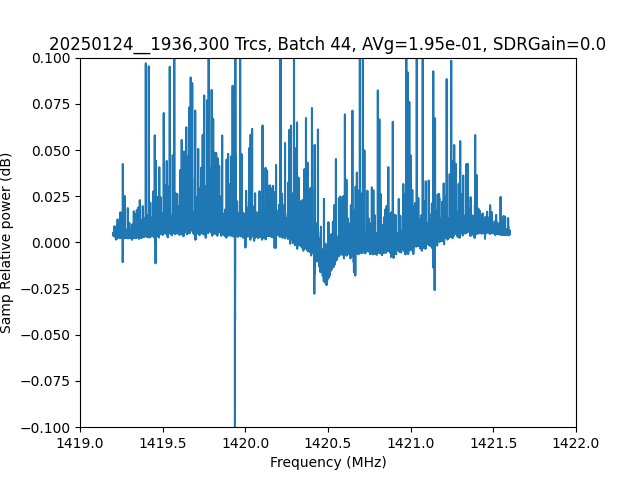 20250124__1936,300 Trcs, Batch 44, AVg=1.95e-01, SDRGain=0.0
0.100
0.075
0.050
0.025
0.000
−0.025
−0.050
−0.075
−0.100
Samp Relative power (dB)
1419.0 1419.5 1420.0 1420.5 1421.0 1421.5 1422.0
Frequency (MHz)